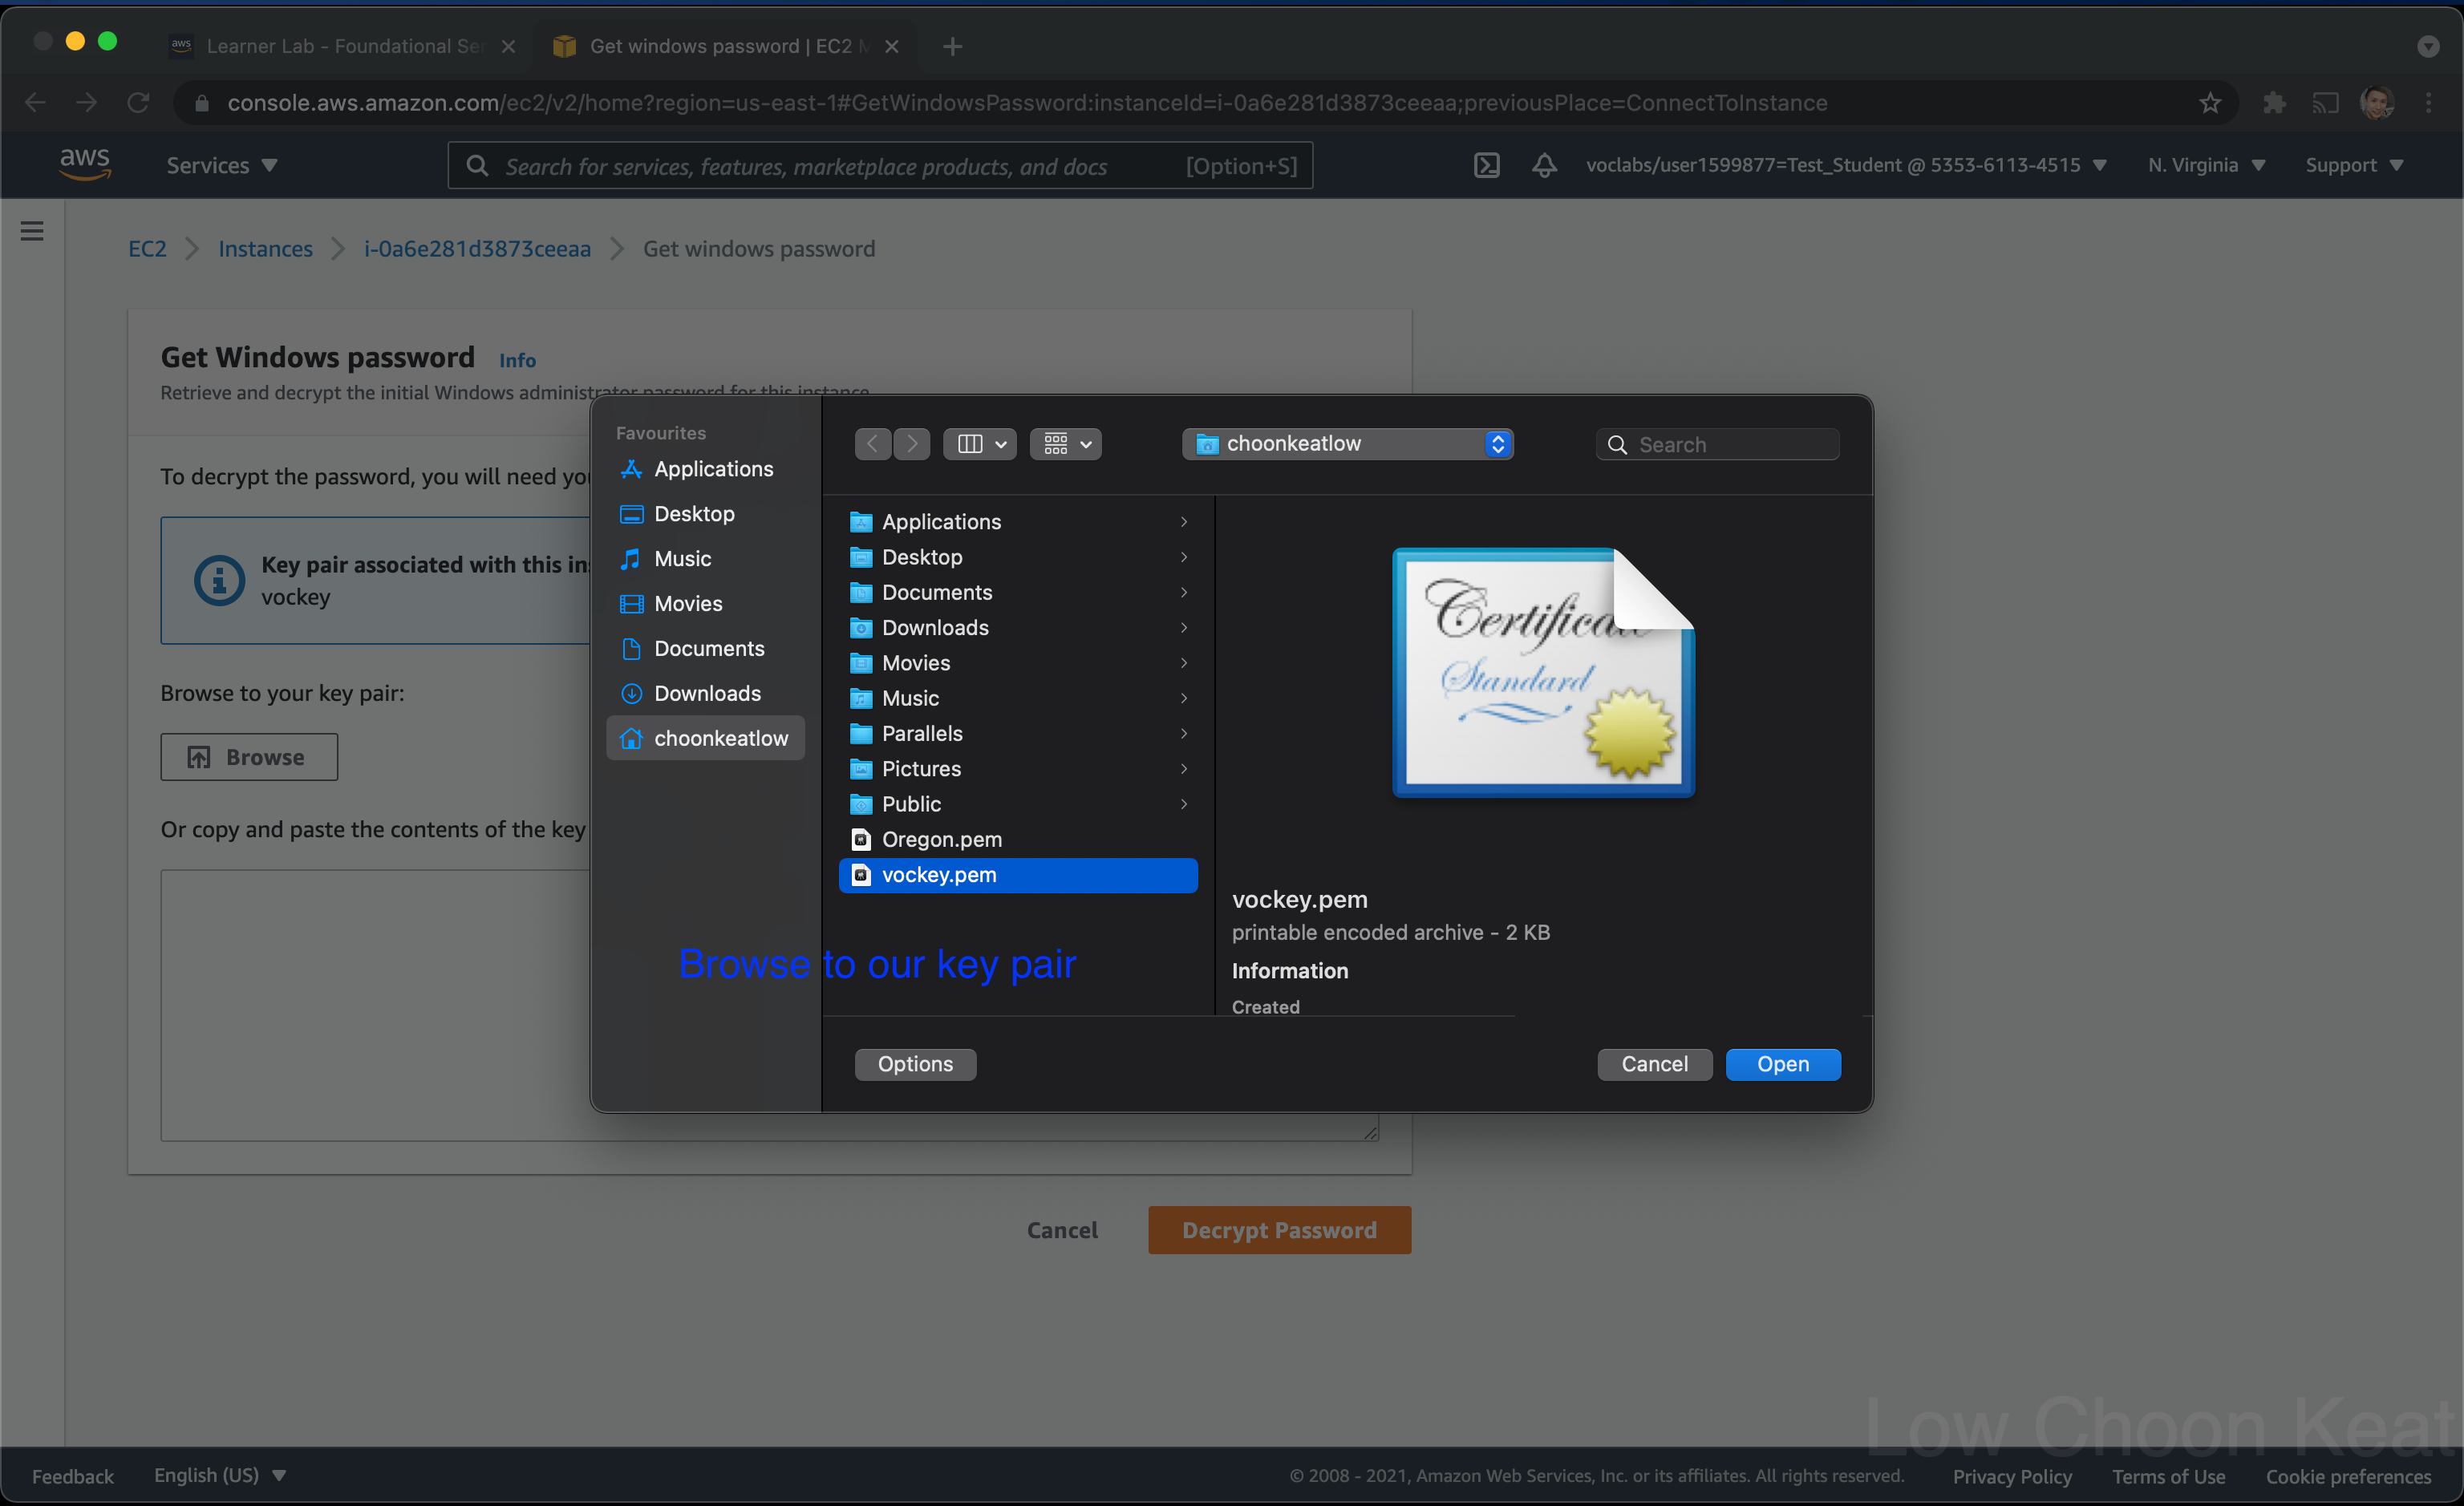 aws Learner Lab - Foundational Ser
Get windows password | EC2 M
console.aws.amazon.com/ec2/v2/home?region=us-east-1#GetWindowsPassword:instanceId=i-0a6e281d3873ceeaa;previousPlace=ConnectToInstance
aws Services Search for services, features, marketplace products, and docs [Option+S] voclabs/user1599877=Test_Student @ 5353-6113-4515 N. Virginia Support
EC2 Instances i-0a6e281d3873ceeaa Get windows password
Get Windows password Info
Retrieve and decrypt the initial Windows administrator password for this instance
To decrypt the password, you will need you
Key pair associated with this ins
vockey
Browse to your key pair:
Browse
Or copy and paste the contents of the key
Favourites
Applications
Desktop
Music
Movies
Documents
Downloads
choonkeatlow
choonkeatlow
Search
Applications
Desktop
Documents
Downloads
Movies
Music
Parallels
Pictures
Public
Oregon.pem
vockey.pem
Certificate
Standard
vockey.pem
printable encoded archive - 2 KB
Information
Created
Browse to our key pair
Options Cancel Open
Cancel Decrypt Password
Low Choon Keat
Feedback English (US) © 2008 - 2021, Amazon Web Services, Inc. or its affiliates. All rights reserved. Privacy Policy Terms of Use Cookie preferences